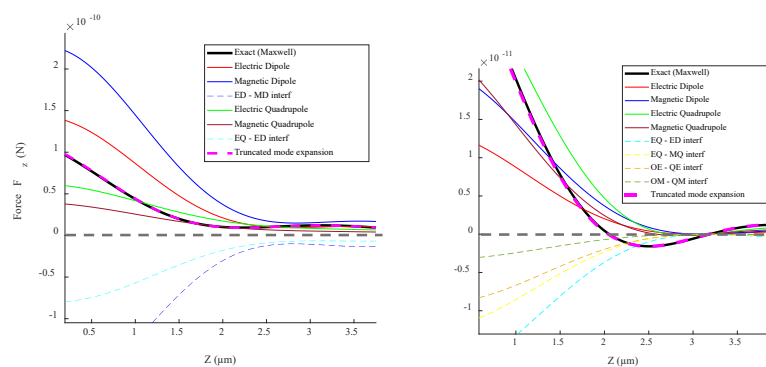 × 10 -10
2
1.5
1
0.5
0
-0.5
-1
0.5 1 1.5 2 2.5 3 3.5
Z (µm)
Force F z (N)
Exact (Maxwell)
Electric Dipole
Magnetic Dipole
ED - MD interf
Electric Quadrupole
Magnetic Quadrupole
EQ - ED interf
Truncated mode expansion
× 10 -11
2
1.5
1
0.5
0
-0.5
-1
1 1.5 2 2.5 3 3.5
Z (µm)
Exact (Maxwell)
Electric Dipole
Magnetic Dipole
Electric Quadrupole
Magnetic Quadrupole
EQ - ED interf
EQ - MQ interf
OE - QE interf
OM - QM interf
Truncated mode expansion